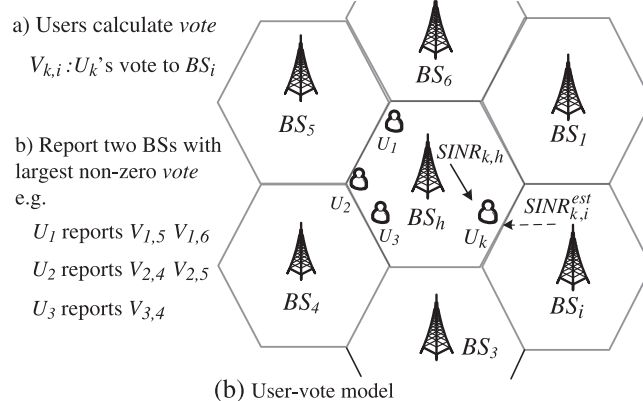 a) Users calculate vote
V_{k,i} :U_k's vote to BS_i
b) Report two BSs with
largest non-zero vote
e.g.
U_1 reports V_{1,5} V_{1,6}
U_2 reports V_{2,4} V_{2,5}
U_3 reports V_{3,4}
BS_6
BS_5
BS_1
U_1
SINR_{k,h}
U_2
U_3
BS_h
U_k
SINR_{k,i}^{est}
BS_4
BS_i
BS_3
(b) User-vote model